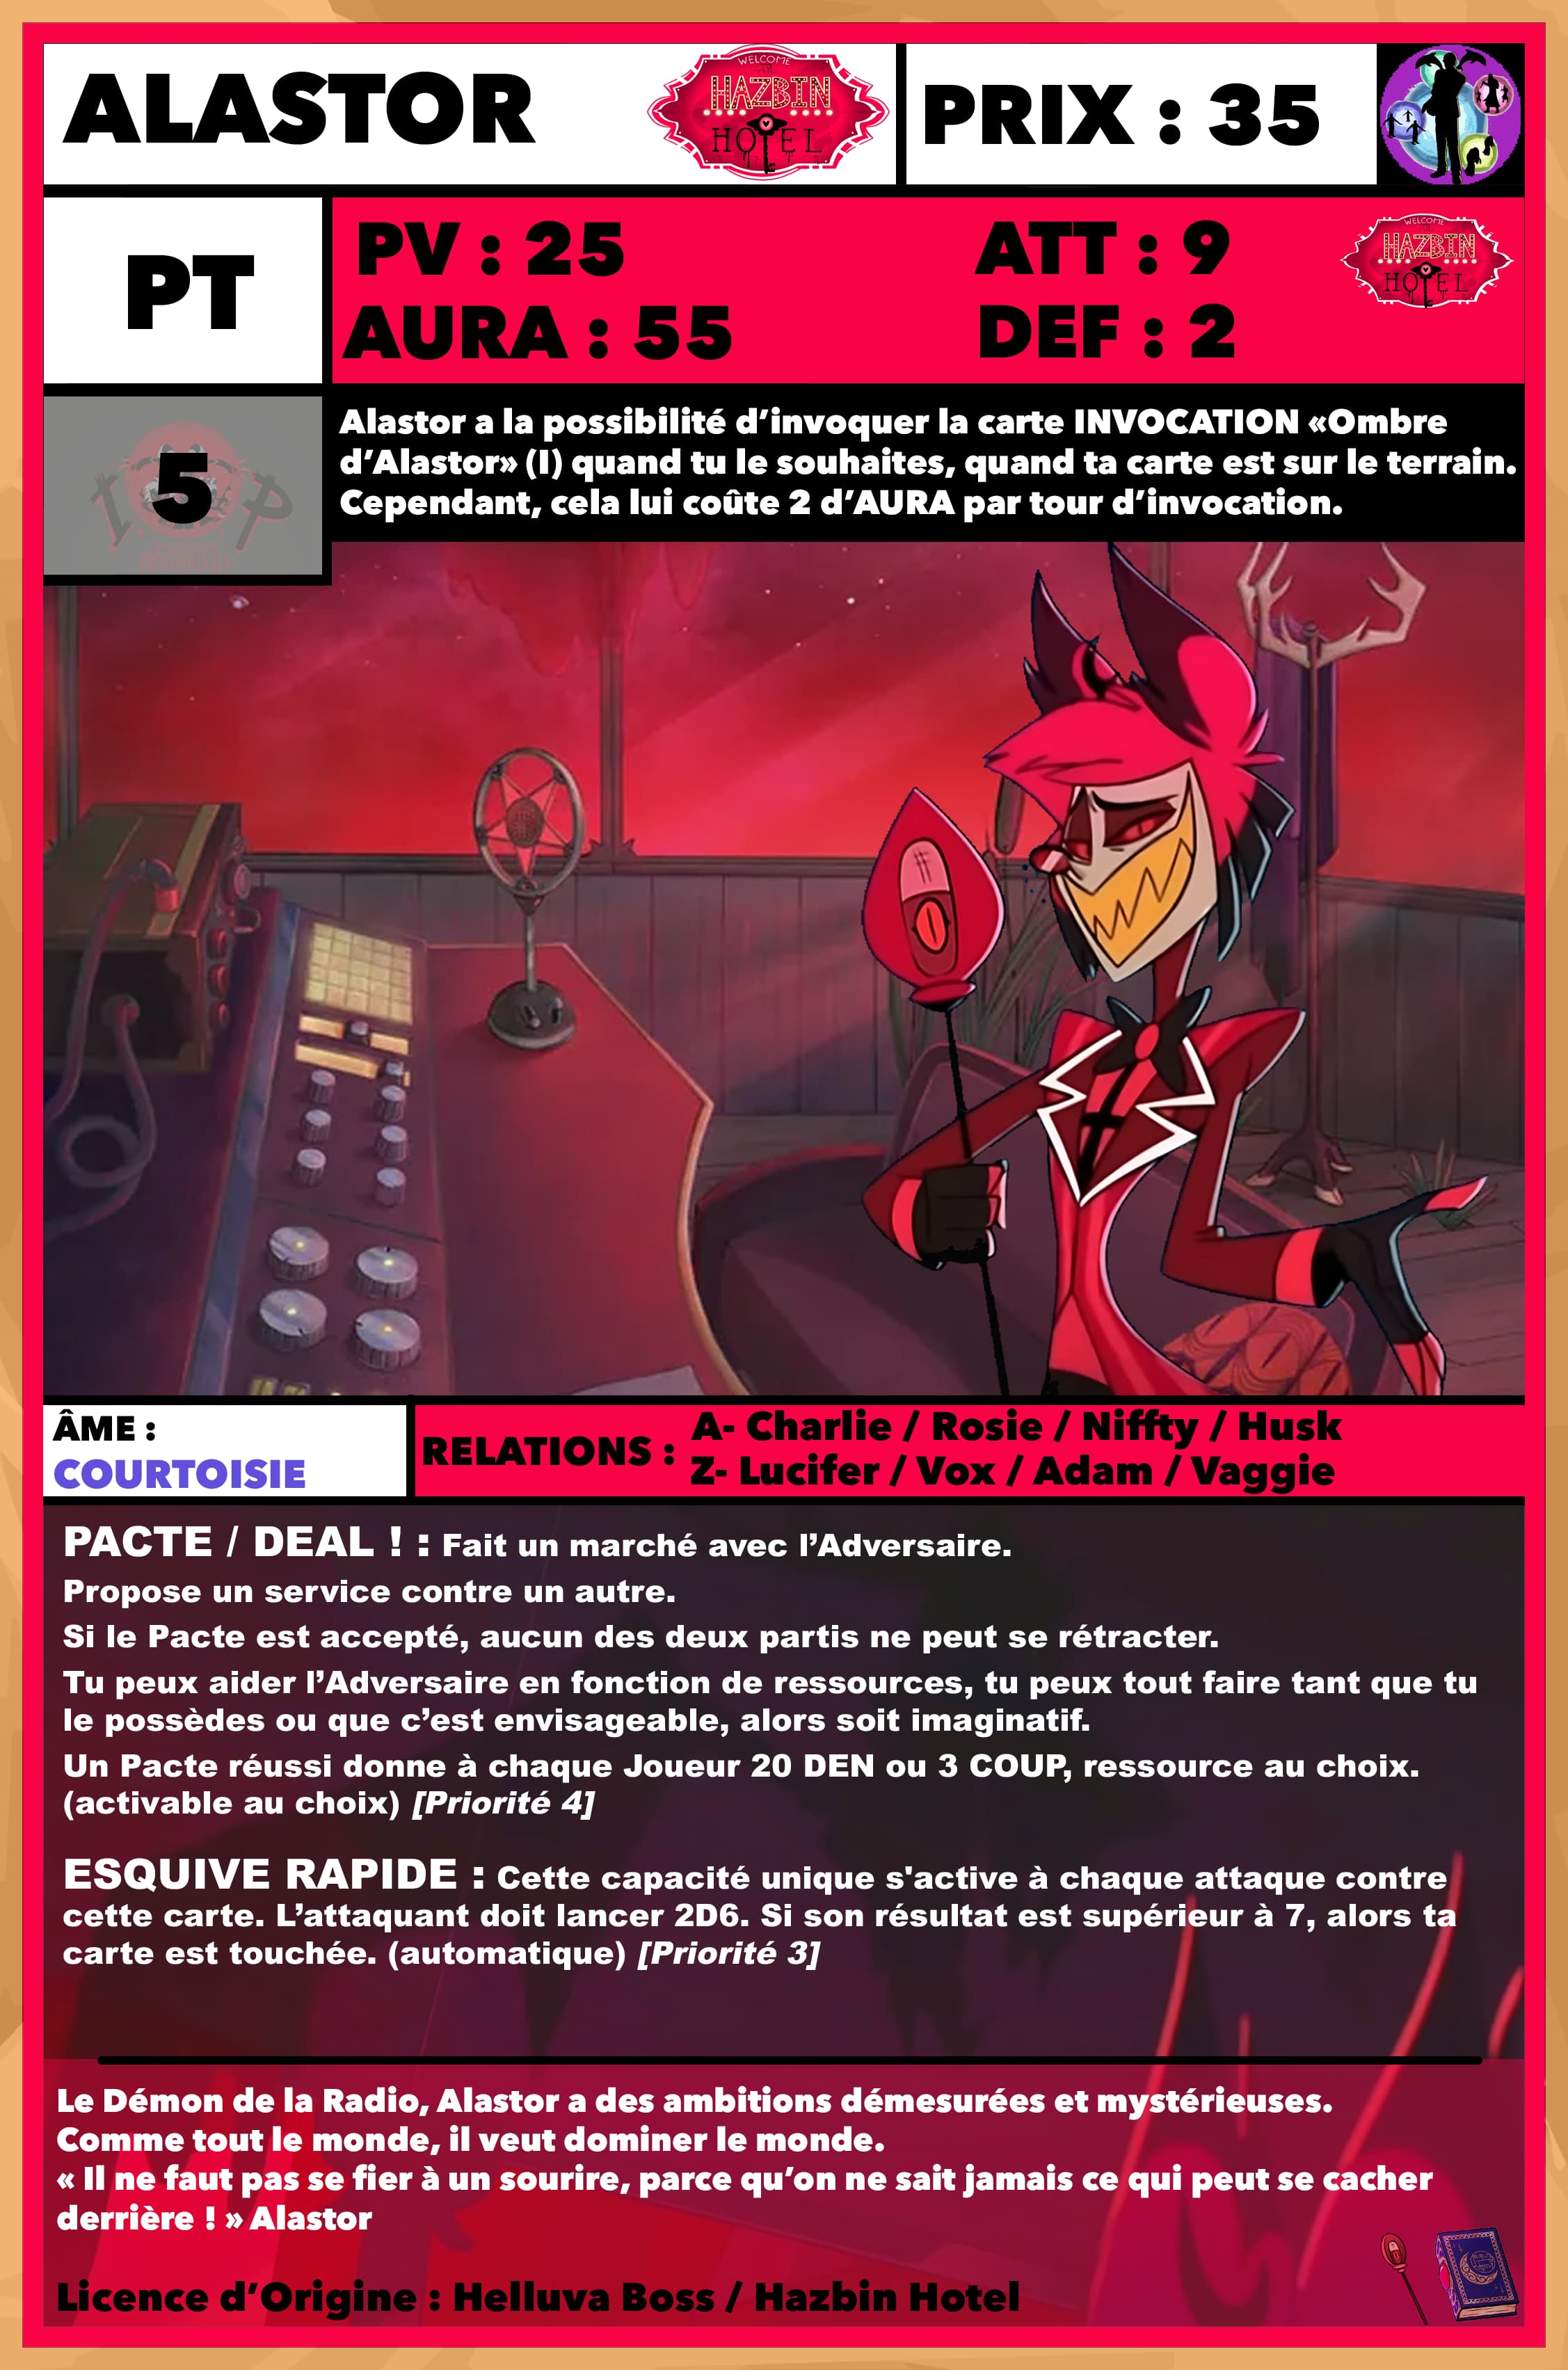 ALASTOR
WELCOME
HAZBIN
HOTEL
PRIX : 35
PT
PV : 25
ATT : 9
AURA : 55
DEF : 2
WELCOME
HAZBIN
HOTEL
5
Alastor a la possibilité d’invoquer la carte INVOCATION «Ombre
d’Alastor» (I) quand tu le souhaites, quand ta carte est sur le terrain.
Cependant, cela lui coûte 2 d’AURA par tour d’invocation.
ÂME :
COURTOISIE
RELATIONS :
A- Charlie / Rosie / Niffty / Husk
Z- Lucifer / Vox / Adam / Vaggie
PACTE / DEAL ! : Fait un marché avec l’Adversaire.
Propose un service contre un autre.
Si le Pacte est accepté, aucun des deux partis ne peut se rétracter.
Tu peux aider l’Adversaire en fonction de ressources, tu peux tout faire tant que tu
le possèdes ou que c’est envisageable, alors soit imaginatif.
Un Pacte réussi donne à chaque Joueur 20 DEN ou 3 COUP, ressource au choix.
(activable au choix) [Priorité 4]
ESQUIVE RAPIDE : Cette capacité unique s'active à chaque attaque contre
cette carte. L’attaquant doit lancer 2D6. Si son résultat est supérieur à 7, alors ta
carte est touchée. (automatique) [Priorité 3]
Le Démon de la Radio, Alastor a des ambitions démesurées et mystérieuses.
Comme tout le monde, il veut dominer le monde.
« Il ne faut pas se fier à un sourire, parce qu’on ne sait jamais ce qui peut se cacher
derrière ! » Alastor
Licence d’Origine : Helluva Boss / Hazbin Hotel